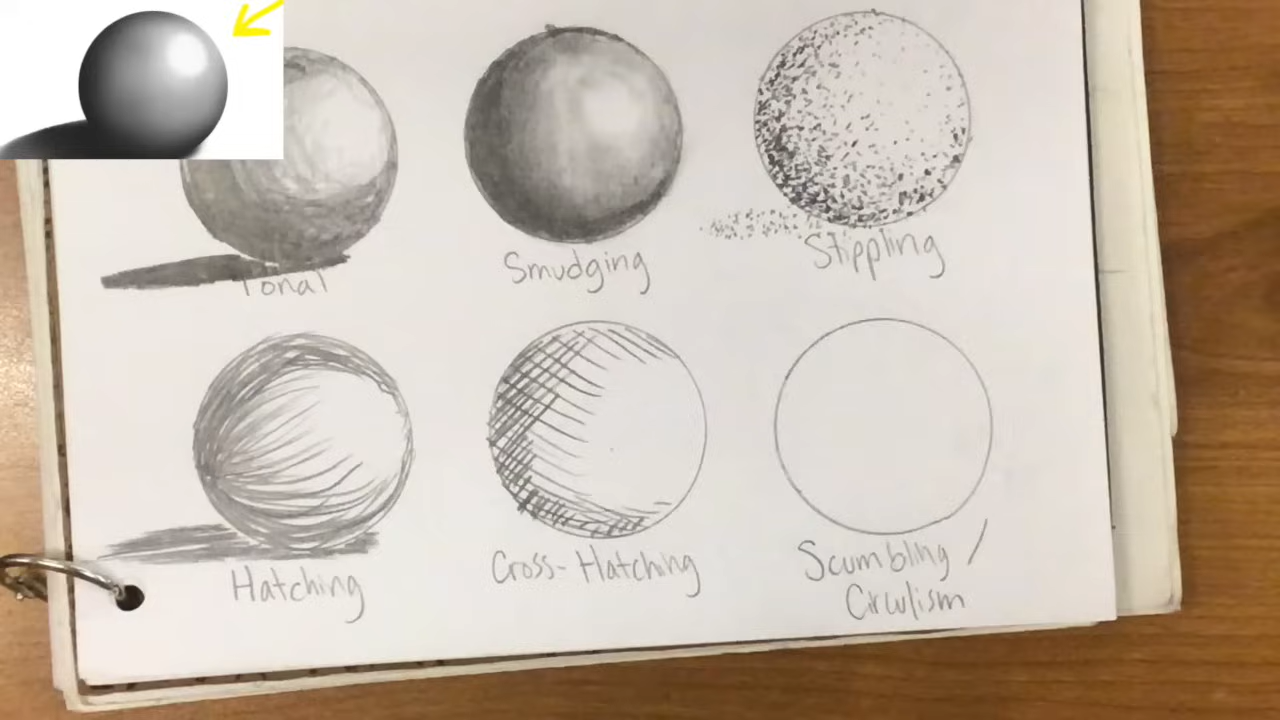 Tonal
Smudging
Stippling
Hatching
Cross-Hatching
Scumbling /
Circulism